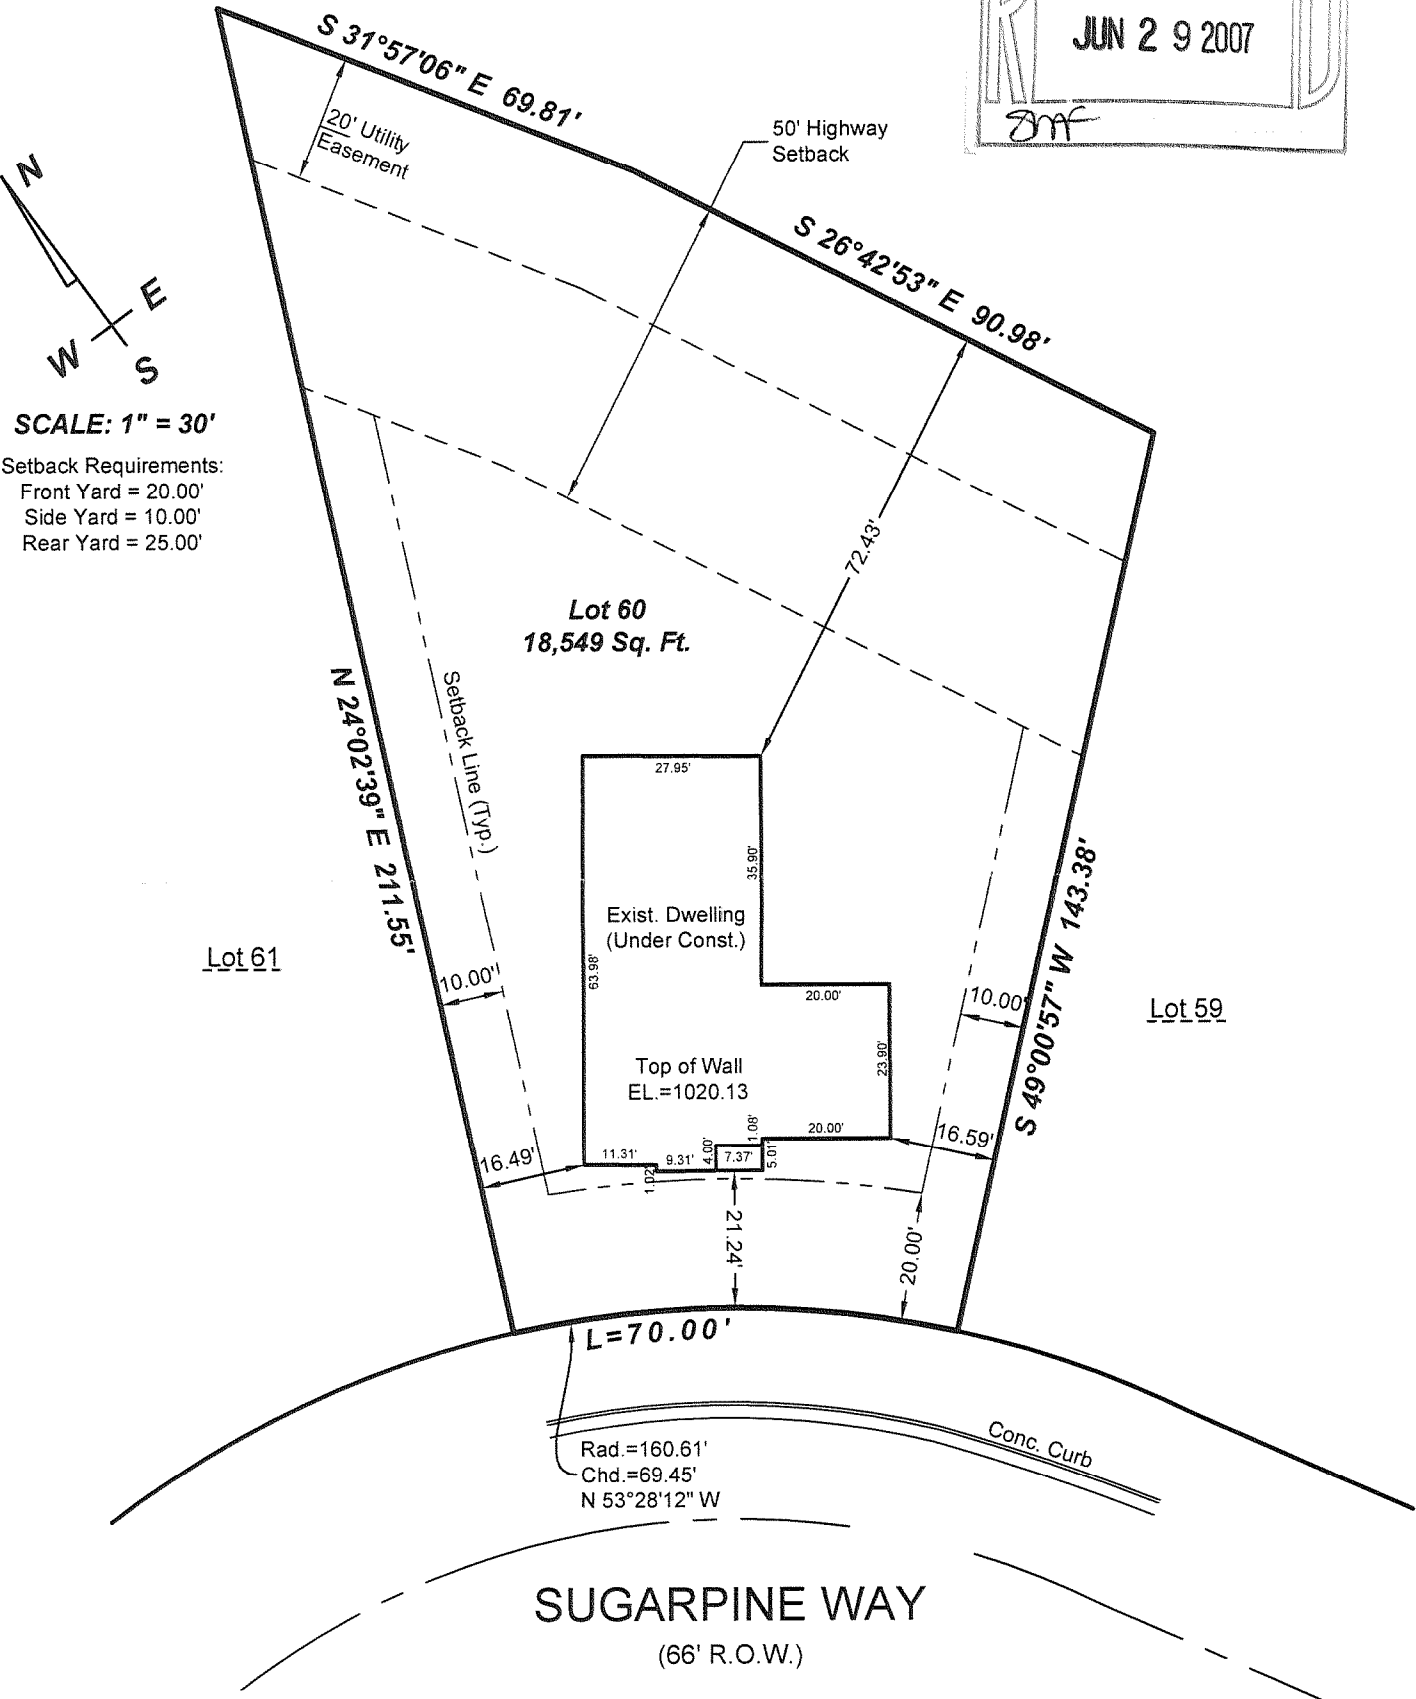 JUN 2 9 2007
S 31°57'06" E 69.81'
20' Utility
Easement
50' Highway
Setback
S 26°42'53" E 90.98'
N
E
W
S
SCALE: 1" = 30'
Setback Requirements:
Front Yard = 20.00'
Side Yard = 10.00'
Rear Yard = 25.00'
72.43'
Lot 60
18,549 Sq. Ft.
N 24°02'39" E 211.55'
Setback Line (Typ.)
27.95'
35.90'
63.98'
Exist. Dwelling
(Under Const.)
S 49°00'57" W 143.38'
Lot 61
10.00'
20.00'
10.00'
Lot 59
23.90'
Top of Wall
EL.=1020.13
16.49'
11.31'
1.02'
9.31'
4.00'
7.37'
1.08'
5.01'
20.00'
16.59'
21.24'
20.00'
L=70.00'
Rad.=160.61'
Chd.=69.45'
N 53°28'12" W
Conc. Curb
SUGARPINE WAY
(66' R.O.W.)